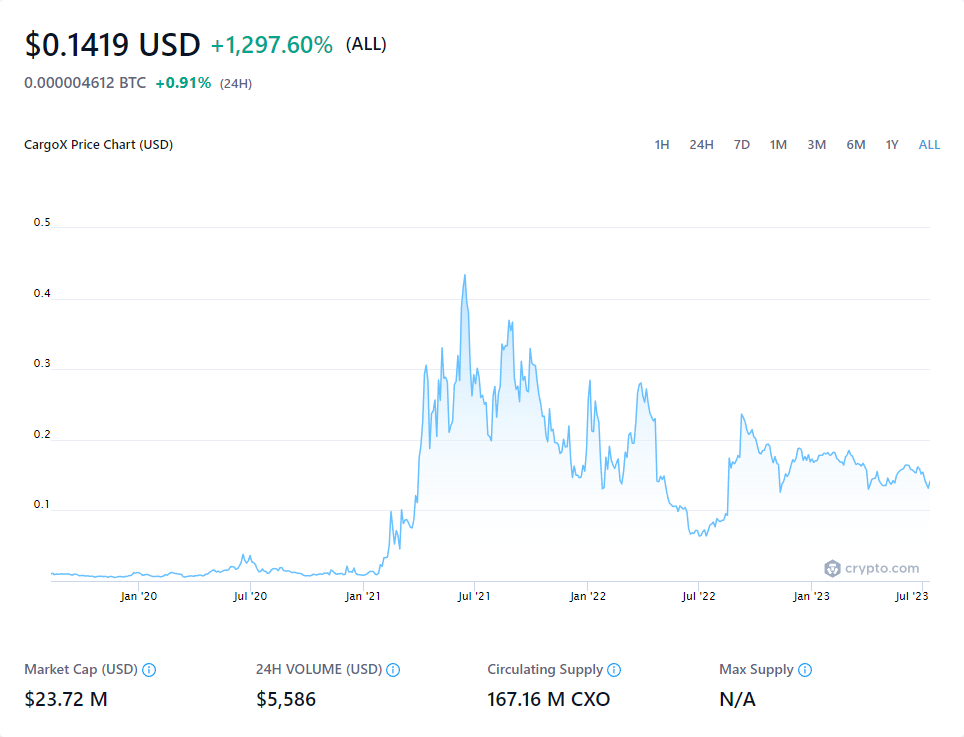 $0.1419 USD +1,297.60% (ALL)
0.000004612 BTC +0.91% (24H)
CargoX Price Chart (USD) 1H 24H 7D 1M 3M 6M 1Y ALL
0.5
0.4
0.3
0.2
0.1
crypto.com
Jan '20 Jul '20 Jan '21 Jul '21 Jan '22 Jul '22 Jan '23 Jul '23
Market Cap (USD) 24H VOLUME (USD) Circulating Supply Max Supply
$23.72 M $5,586 167.16 M CXO N/A